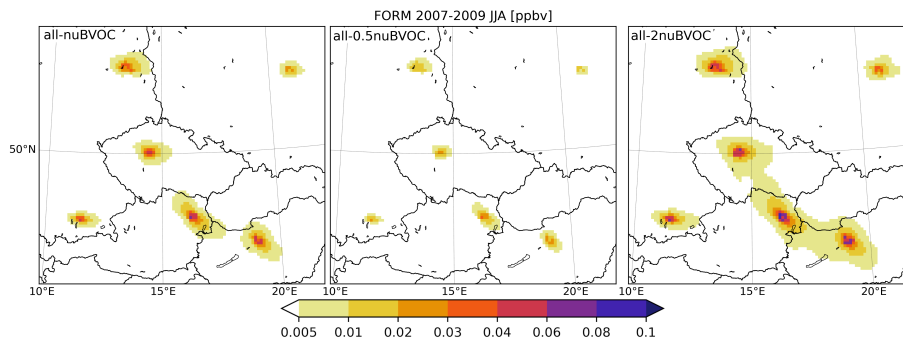 FORM 2007-2009 JJA [ppbv]
all-nuBVOC
all-0.5nuBVOC
all-2nuBVOC
50°N
10°E 15°E 20°E 10°E 15°E 20°E 10°E 15°E 20°E
0.005 0.01 0.02 0.03 0.04 0.06 0.08 0.1